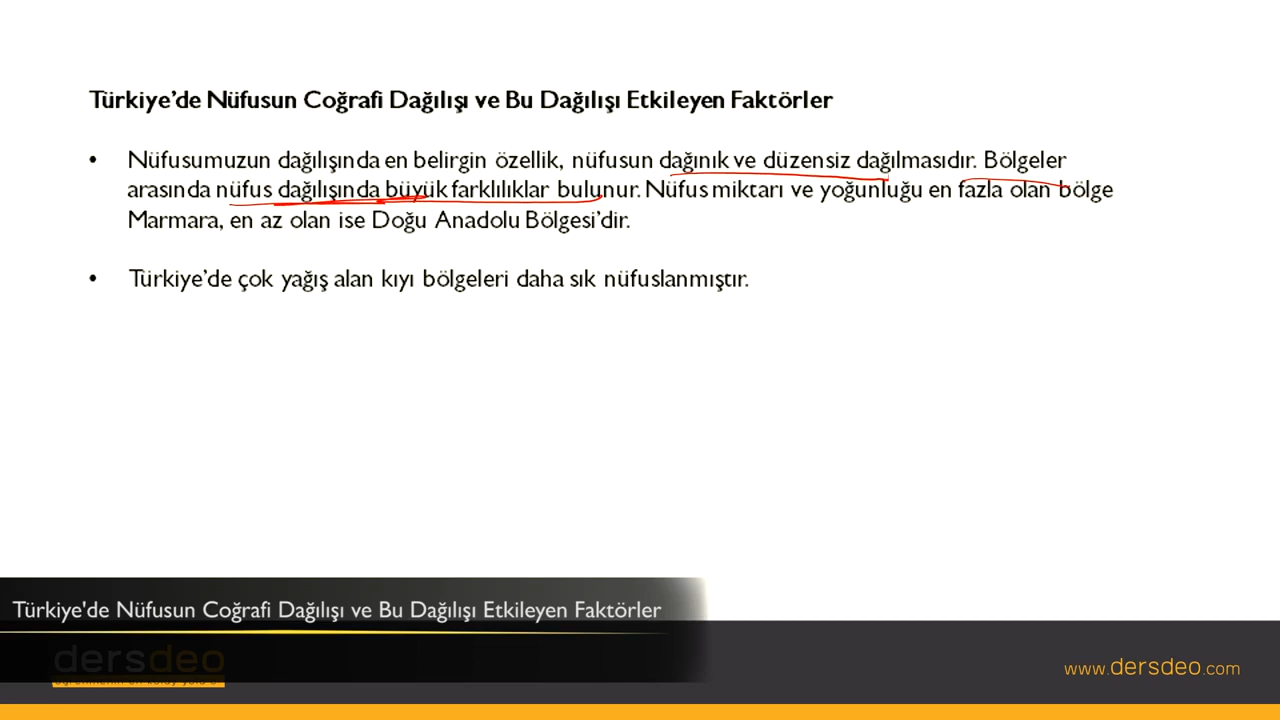 Türkiye’de Nüfusun Coğrafi Dağılışı ve Bu Dağılışı Etkileyen Faktörler
• Nüfusumuzun dağılışında en belirgin özellik, nüfusun dağınık ve düzensiz dağılmasıdır. Bölgeler
arasında nüfus dağılışında büyük farklılıklar bulunur. Nüfus miktarı ve yoğunluğu en fazla olan bölge
Marmara, en az olan ise Doğu Anadolu Bölgesi’dir.
• Türkiye’de çok yağış alan kıyı bölgeleri daha sık nüfuslanmıştır.
Türkiye'de Nüfusun Coğrafi Dağılışı ve Bu Dağılışı Etkileyen Faktörler
dersdeo
www.dersdeo.com